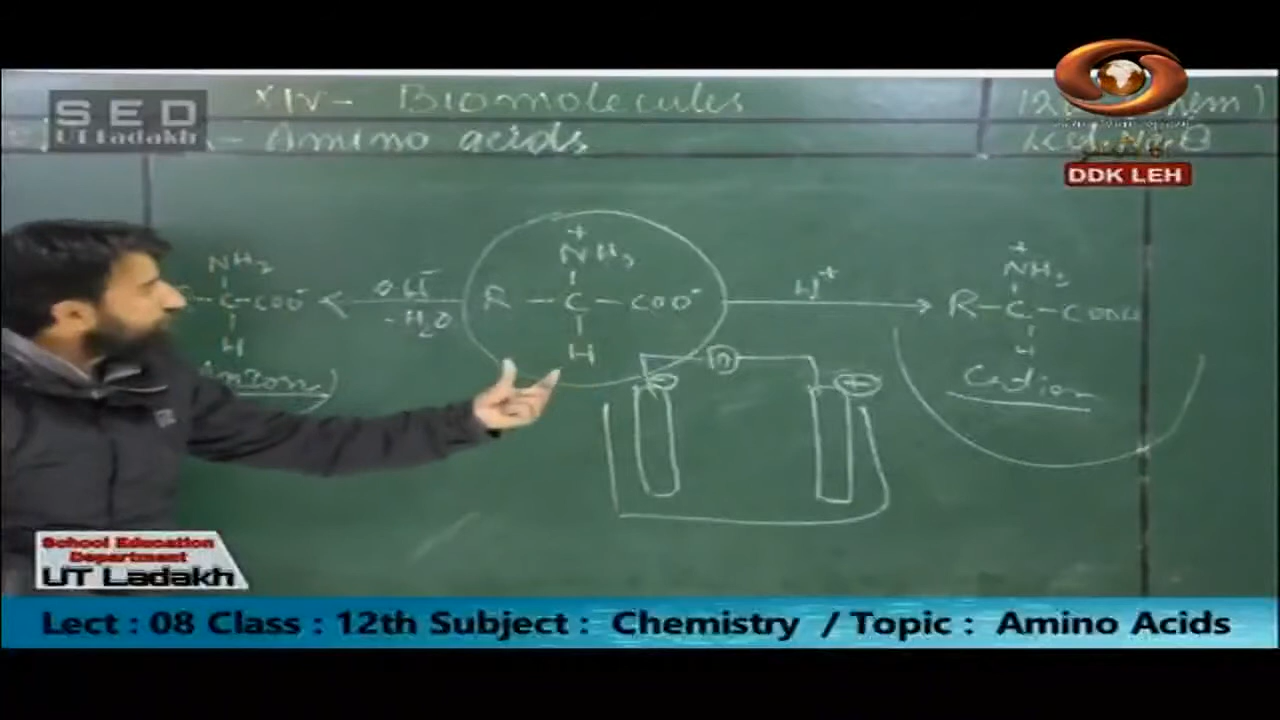 SED
UT Ladakh
XIV - Biomolecules
- Amino acids
DDK LEH
NH₂
C - COO⁻
H
Anion
OH⁻
-H₂O
+
NH₃
R - C - COO⁻
H
H⁺
+
NH₃
R - C - COOH
H
Cation
-
+
School Education
Department
UT Ladakh
Lect : 08 Class : 12th Subject : Chemistry / Topic : Amino Acids